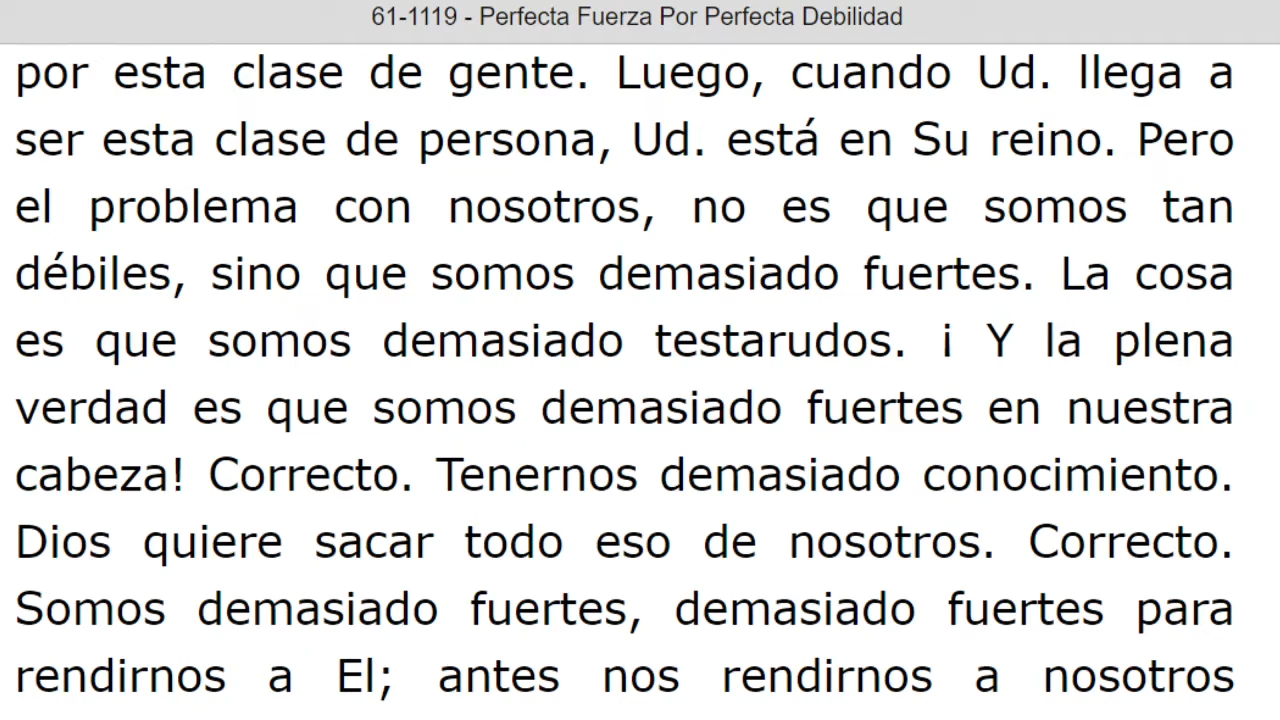 61-1119 - Perfecta Fuerza Por Perfecta Debilidad
por esta clase de gente. Luego, cuando Ud. llega a
ser esta clase de persona, Ud. está en Su reino. Pero
el problema con nosotros, no es que somos tan
débiles, sino que somos demasiado fuertes. La cosa
es que somos demasiado testarudos. ¡ Y la plena
verdad es que somos demasiado fuertes en nuestra
cabeza! Correcto. Tenernos demasiado conocimiento.
Dios quiere sacar todo eso de nosotros. Correcto.
Somos demasiado fuertes, demasiado fuertes para
rendirnos a El; antes nos rendirnos a nosotros